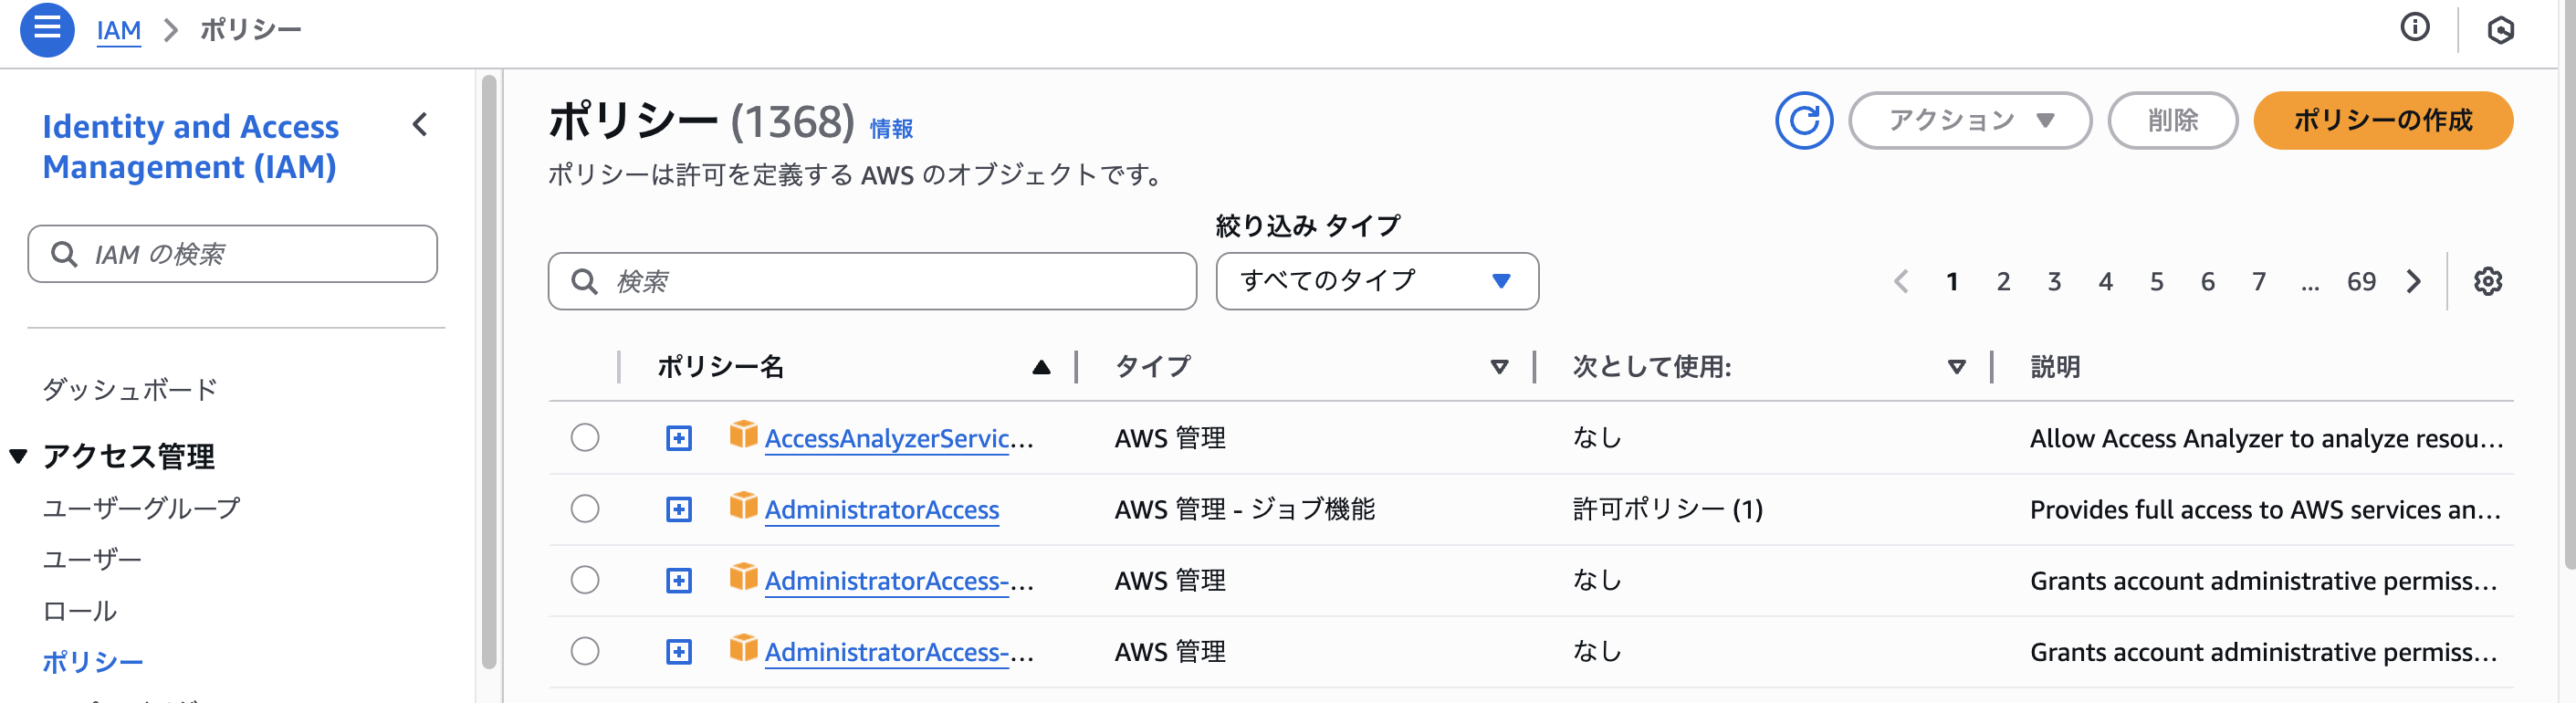 IAM > ポリシー
Identity and Access
Management (IAM)
IAM の検索
ダッシュボード
アクセス管理
ユーザーグループ
ユーザー
ロール
ポリシー
ポリシー (1368) 情報
アクション
削除
ポリシーの作成
ポリシーは許可を定義する AWS のオブジェクトです。
絞り込み タイプ
検索
すべてのタイプ
1 2 3 4 5 6 7 ... 69
ポリシー名 タイプ 次として使用: 説明
AccessAnalyzerServic... AWS 管理 なし Allow Access Analyzer to analyze resou...
AdministratorAccess AWS 管理 - ジョブ機能 許可ポリシー (1) Provides full access to AWS services an...
AdministratorAccess-... AWS 管理 なし Grants account administrative permiss...
AdministratorAccess-... AWS 管理 なし Grants account administrative permiss...